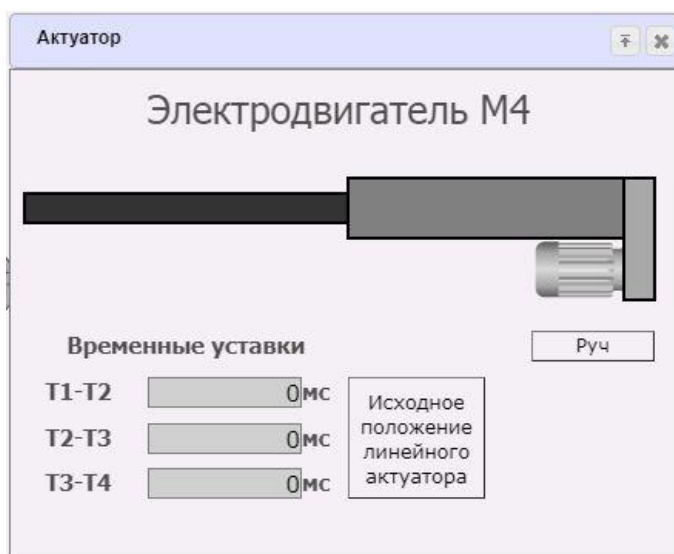 Актуатор
Электродвигатель М4
Временные уставки
Руч
Т1-Т2
0мс
Т2-Т3
0мс
Т3-Т4
0мс
Исходное
положение
линейного
актуатора